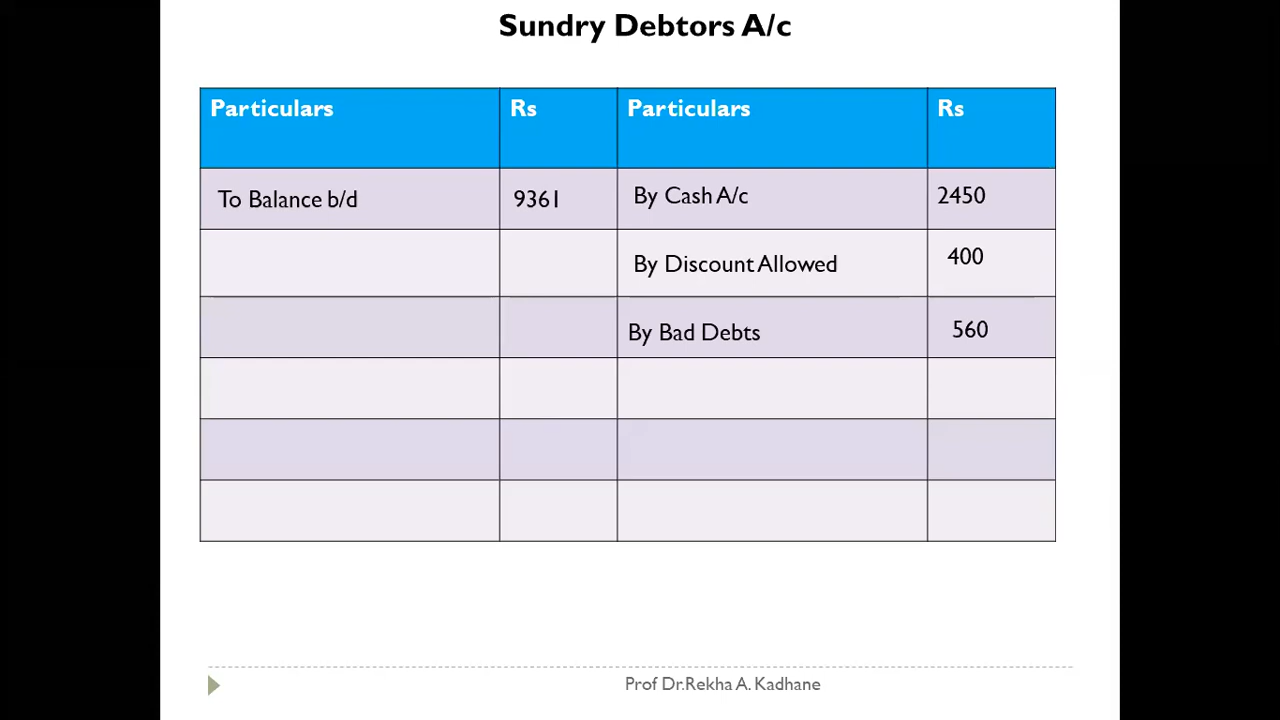 Sundry Debtors A/c
Particulars Rs Particulars Rs
To Balance b/d 9361 By Cash A/c 2450
By Discount Allowed 400
By Bad Debts 560
Prof Dr.Rekha A. Kadhane